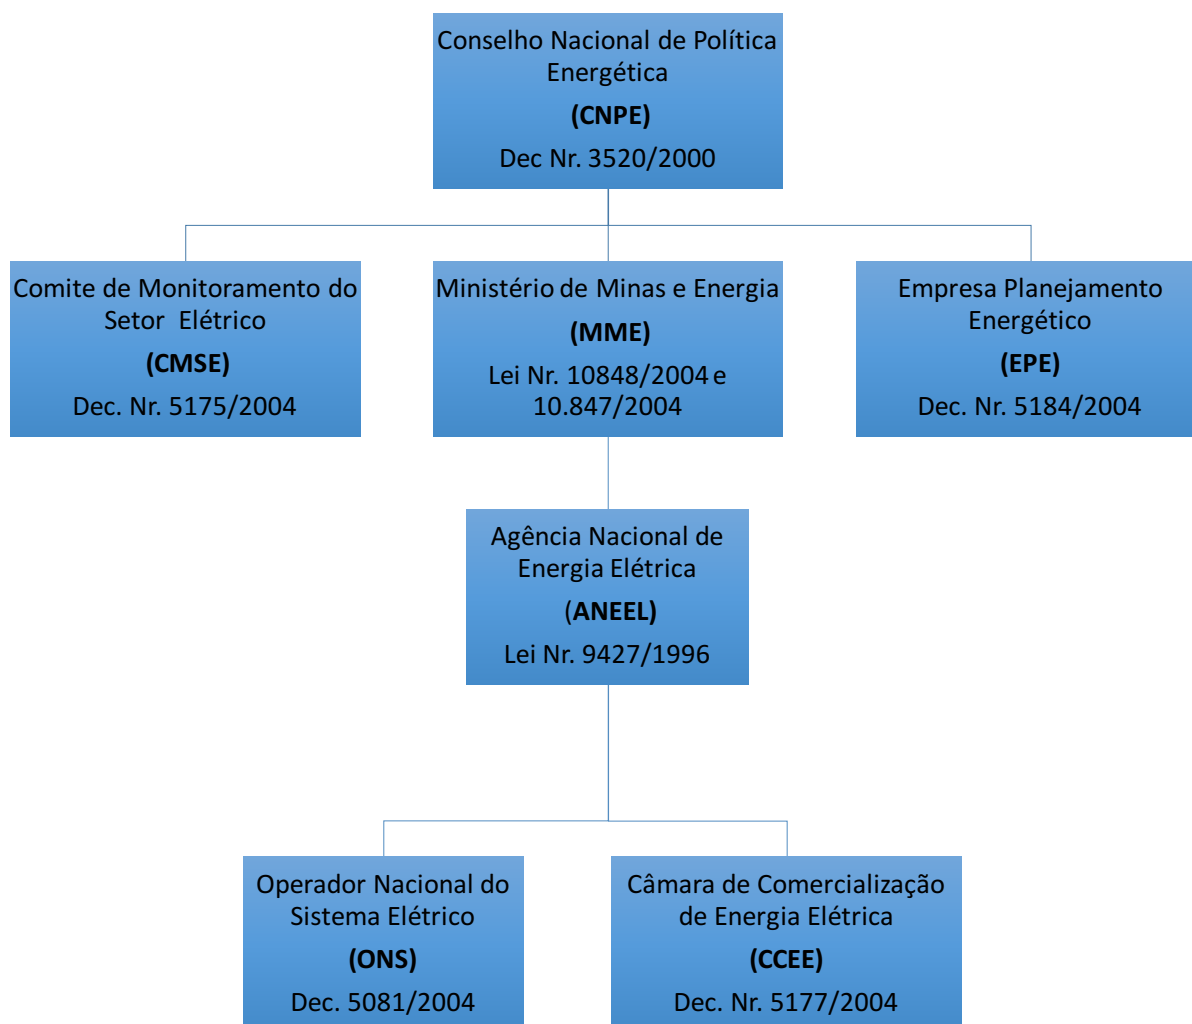 Conselho Nacional de Política
Energética
(CNPE)
Dec Nr. 3520/2000
Comite de Monitoramento do
Setor Elétrico
(CMSE)
Dec. Nr. 5175/2004
Ministério de Minas e Energia
(MME)
Lei Nr. 10848/2004 e
10.847/2004
Empresa Planejamento
Energético
(EPE)
Dec. Nr. 5184/2004
Agência Nacional de
Energia Elétrica
(ANEEL)
Lei Nr. 9427/1996
Operador Nacional do
Sistema Elétrico
(ONS)
Dec. 5081/2004
Câmara de Comercialização
de Energia Elétrica
(CCEE)
Dec. Nr. 5177/2004